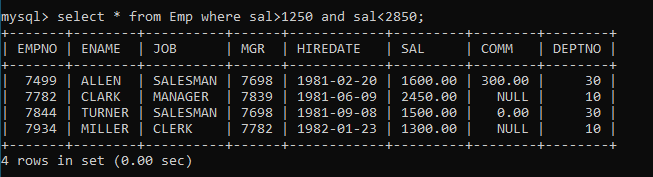 mysql> select * from Emp where sal>1250 and sal<2850;
+-------+--------+----------+------+------------+---------+--------+--------+
| EMPNO | ENAME | JOB | MGR | HIREDATE | SAL | COMM | DEPTNO |
+-------+--------+----------+------+------------+---------+--------+--------+
| 7499 | ALLEN | SALESMAN | 7698 | 1981-02-20 | 1600.00 | 300.00 | 30 |
| 7782 | CLARK | MANAGER | 7839 | 1981-06-09 | 2450.00 | NULL | 10 |
| 7844 | TURNER | SALESMAN | 7698 | 1981-09-08 | 1500.00 | 0.00 | 30 |
| 7934 | MILLER | CLERK | 7782 | 1982-01-23 | 1300.00 | NULL | 10 |
+-------+--------+----------+------+------------+---------+--------+--------+
4 rows in set (0.00 sec)